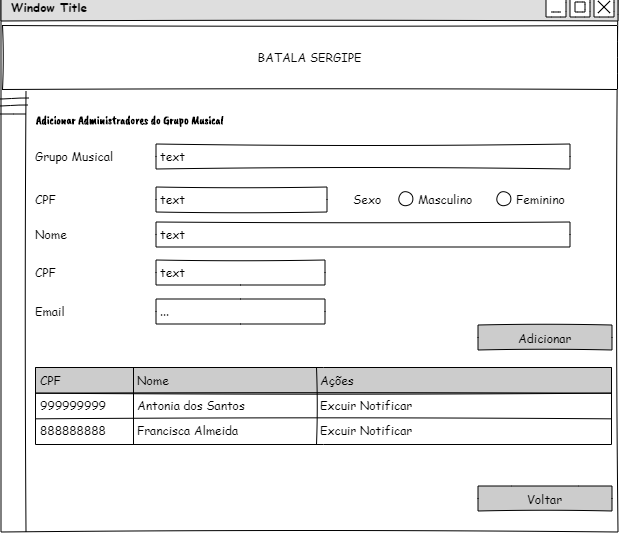 Window Title
BATALA SERGIPE
Adicionar Administradores do Grupo Musical
Grupo Musical text
CPF text Sexo Masculino Feminino
Nome text
CPF text
Email ...
Adicionar
CPF Nome Ações
999999999 Antonia dos Santos Excuir Notificar
888888888 Francisca Almeida Excuir Notificar
Voltar